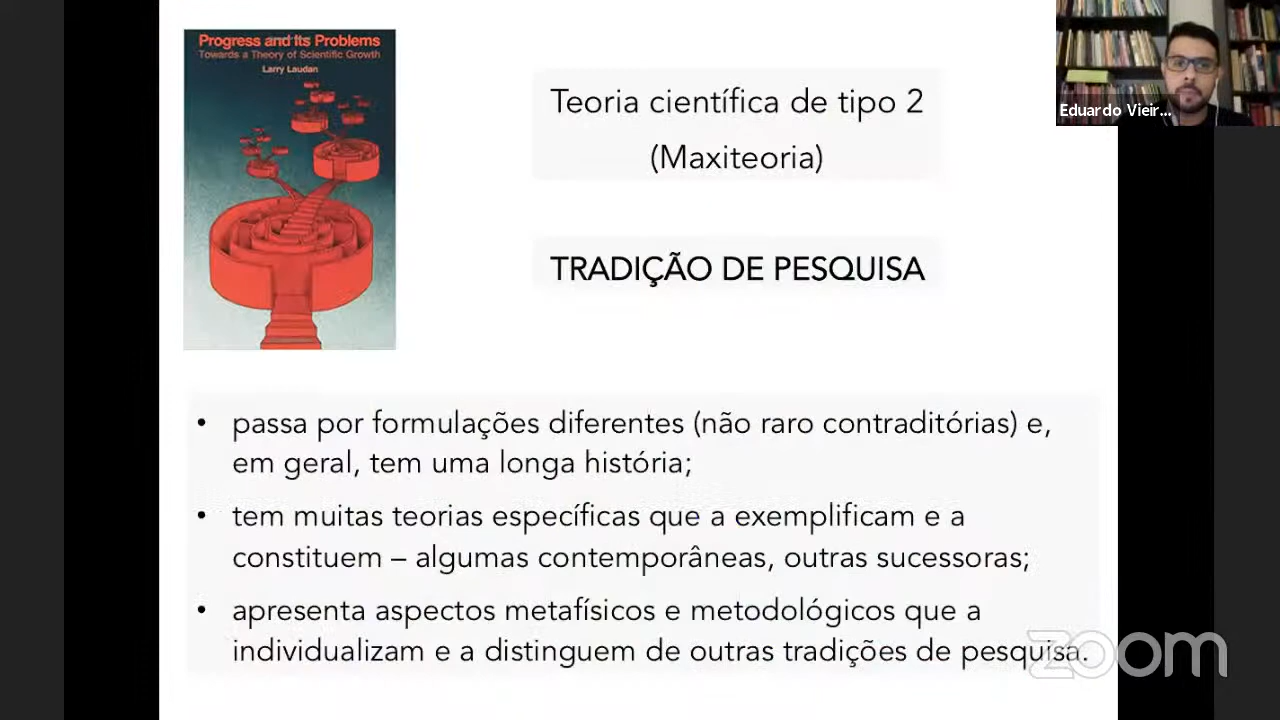 Progress and Its Problems
Towards a Theory of Scientific Growth
Larry Laudan
Teoria científica de tipo 2
(Maxiteoria)
TRADIÇÃO DE PESQUISA
• passa por formulações diferentes (não raro contraditórias) e,
em geral, tem uma longa história;
• tem muitas teorias específicas que a exemplificam e a
constituem – algumas contemporâneas, outras sucessoras;
• apresenta aspectos metafísicos e metodológicos que a
individualizam e a distinguem de outras tradições de pesquisa.
Eduardo Vieir...
zoom